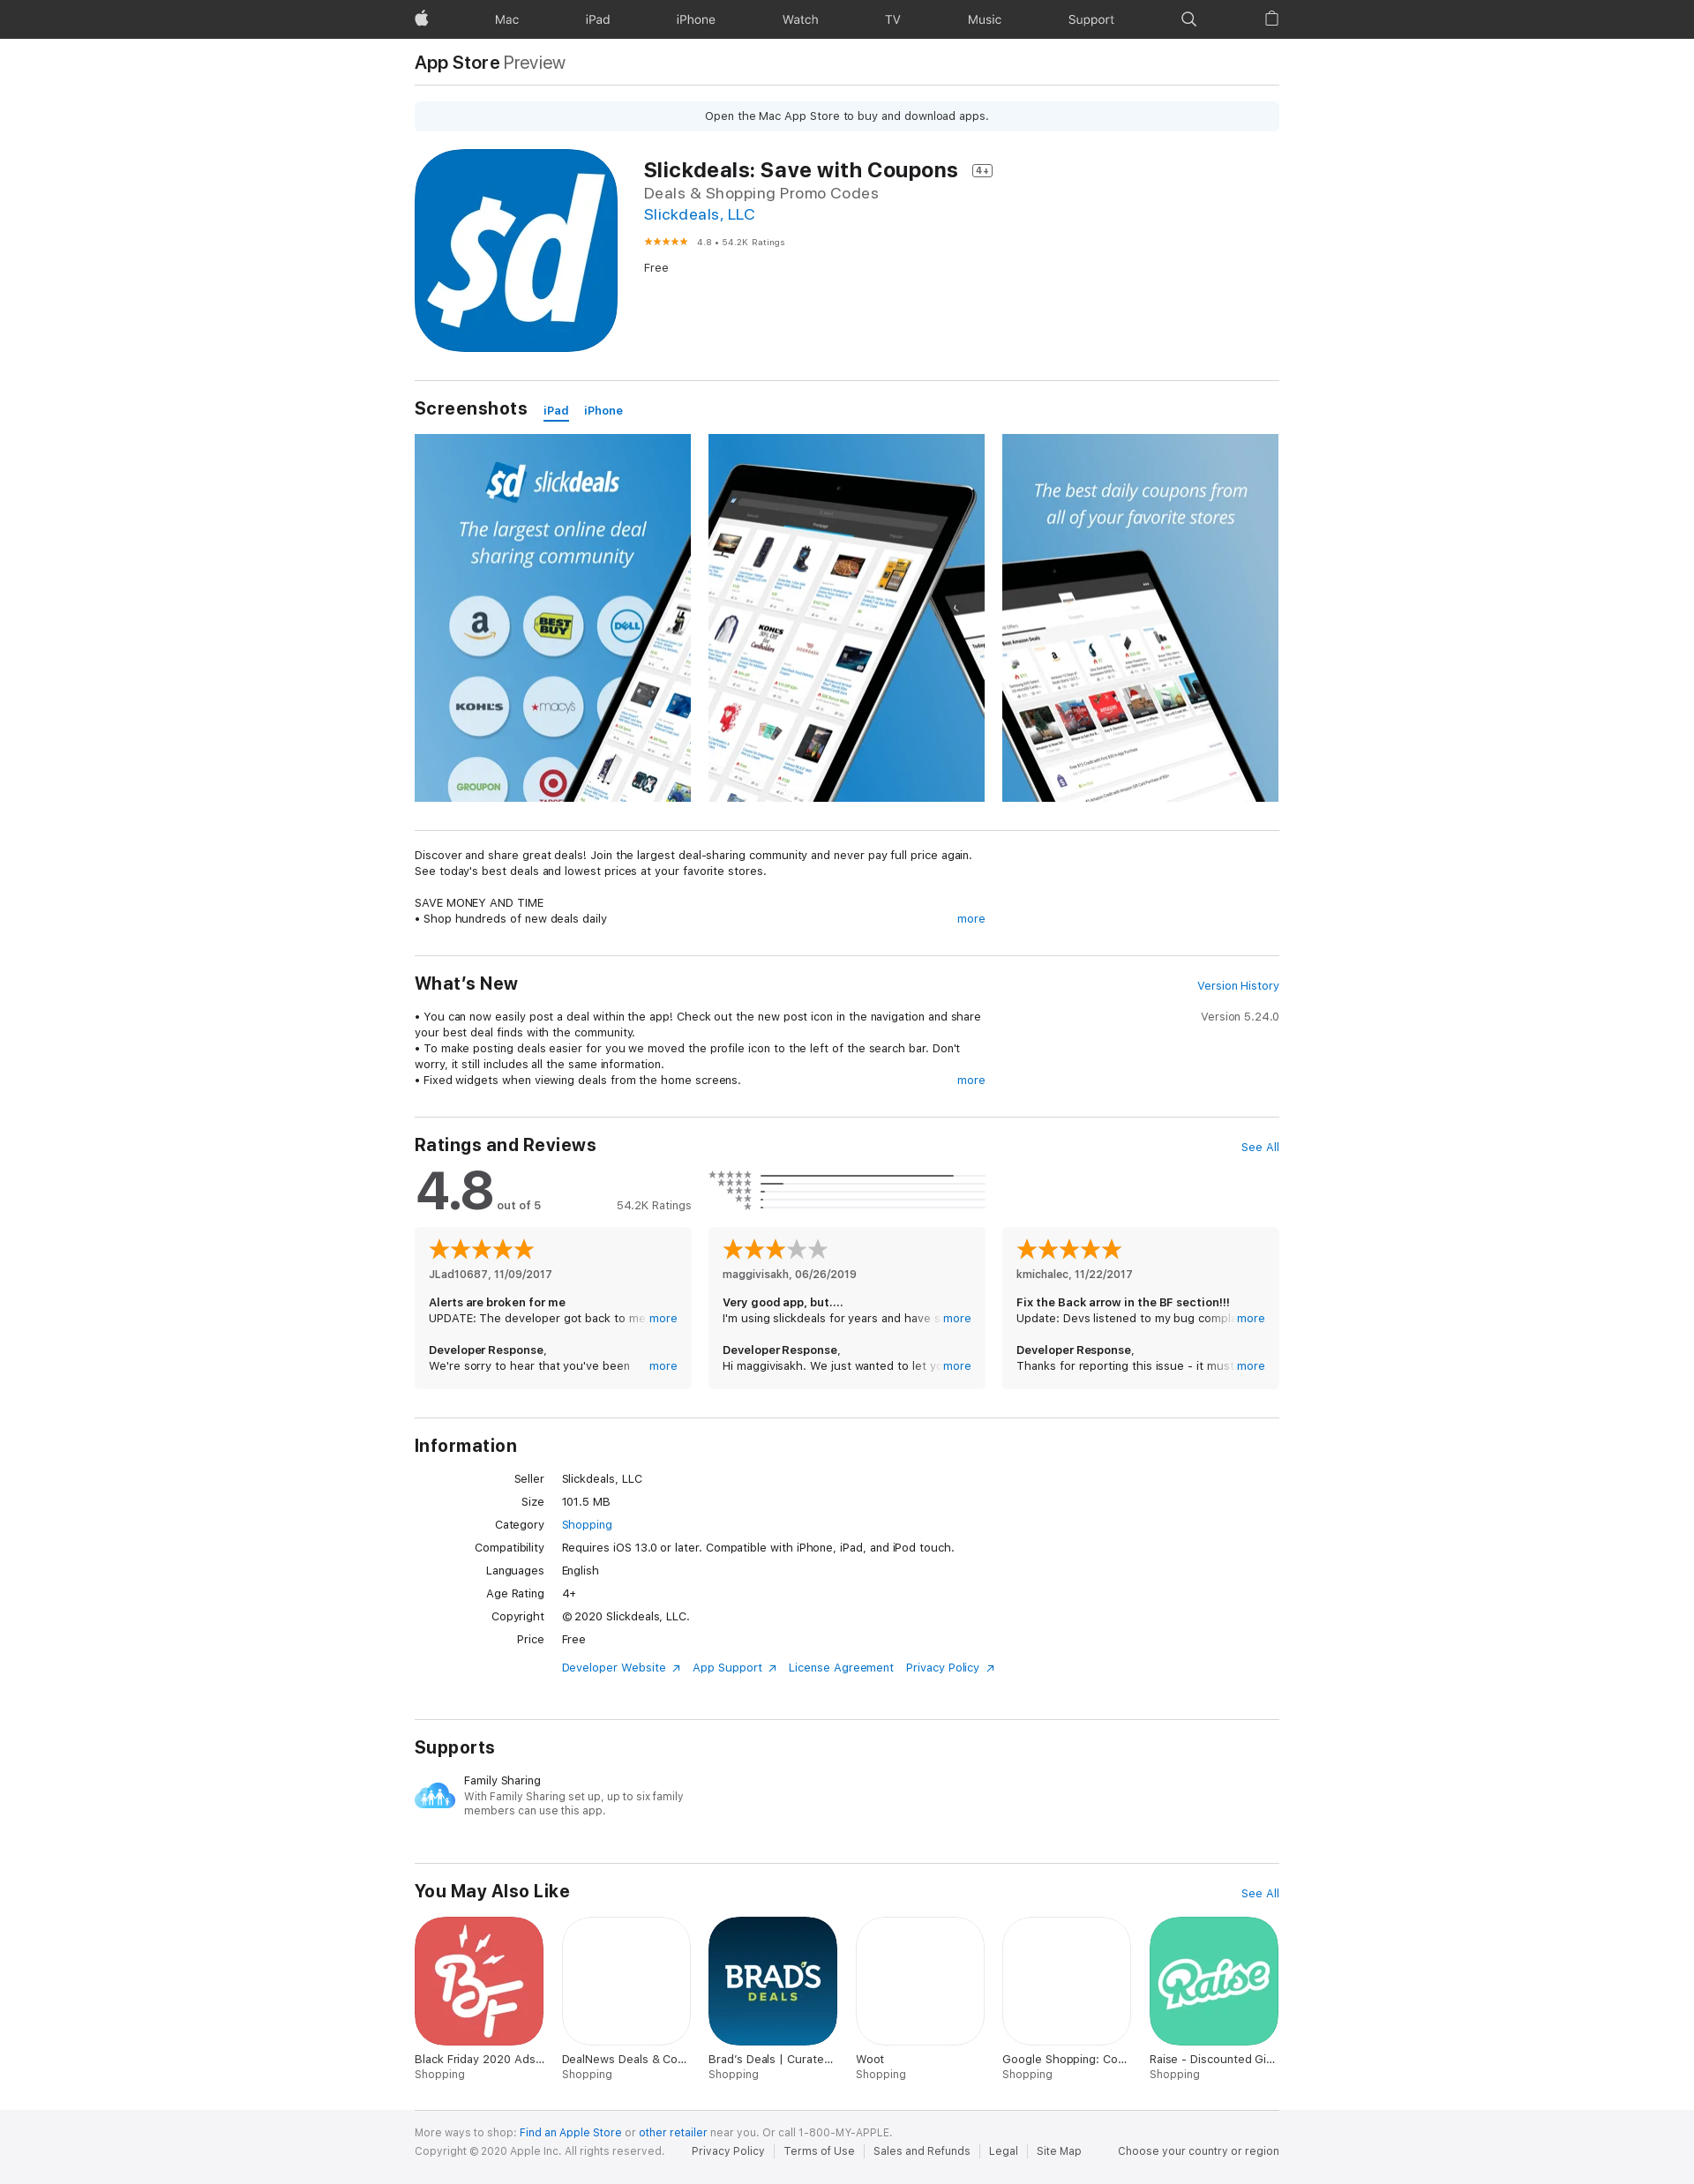 Mac
iPad
iPhone
Watch
TV
Music
Support
App Store Preview
Open the Mac App Store to buy and download apps.
$d
Slickdeals: Save with Coupons 4+
Deals & Shopping Promo Codes
Slickdeals, LLC
4.8 • 54.2K Ratings
Free
Screenshots iPad iPhone
$d slickdeals
The largest online deal
sharing community
a
BEST BUY
DELL
KOHL'S
★macy's
GROUPON
KOHL'S
30% Off
for
Cardholders
The best daily coupons from
all of your favorite stores
Discover and share great deals! Join the largest deal-sharing community and never pay full price again.
See today's best deals and lowest prices at your favorite stores.
SAVE MONEY AND TIME
• Shop hundreds of new deals daily more
What's New
Version History
• You can now easily post a deal within the app! Check out the new post icon in the navigation and share
your best deal finds with the community.
• To make posting deals easier for you we moved the profile icon to the left of the search bar. Don't
worry, it still includes all the same information.
• Fixed widgets when viewing deals from the home screens. more
Version 5.24.0
Ratings and Reviews
See All
4.8 out of 5
54.2K Ratings
JLad10687, 11/09/2017
Alerts are broken for me
UPDATE: The developer got back to me more
Developer Response,
We're sorry to hear that you've been more
maggivisakh, 06/26/2019
Very good app, but....
I'm using slickdeals for years and have s more
Developer Response,
Hi maggivisakh. We just wanted to let yo more
kmichalec, 11/22/2017
Fix the Back arrow in the BF section!!!
Update: Devs listened to my bug compla more
Developer Response,
Thanks for reporting this issue - it must more
Information
Seller Slickdeals, LLC
Size 101.5 MB
Category Shopping
Compatibility Requires iOS 13.0 or later. Compatible with iPhone, iPad, and iPod touch.
Languages English
Age Rating 4+
Copyright © 2020 Slickdeals, LLC.
Price Free
Developer Website App Support License Agreement Privacy Policy
Supports
Family Sharing
With Family Sharing set up, up to six family
members can use this app.
You May Also Like
See All
BF
BRAD'S
DEALS
Raise
Black Friday 2020 Ads...
Shopping
DealNews Deals & Co...
Shopping
Brad's Deals | Curate...
Shopping
Woot
Shopping
Google Shopping: Co...
Shopping
Raise - Discounted Gi...
Shopping
More ways to shop: Find an Apple Store or other retailer near you. Or call 1-800-MY-APPLE.
Copyright © 2020 Apple Inc. All rights reserved. Privacy Policy Terms of Use Sales and Refunds Legal Site Map Choose your country or region